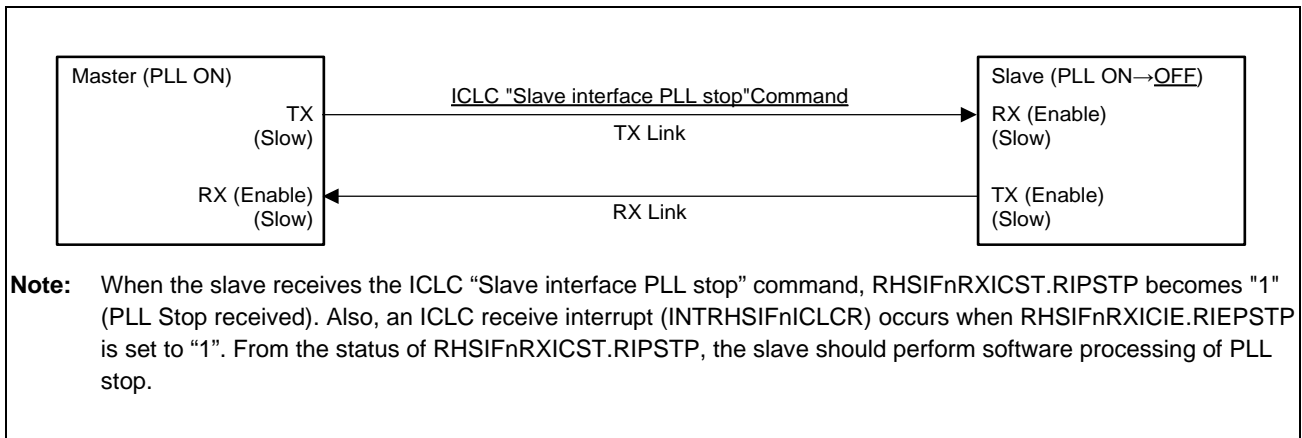 Master (PLL ON)
TX
(Slow)
RX (Enable)
(Slow)
ICLC "Slave interface PLL stop"Command
TX Link
RX Link
Slave (PLL ON→OFF)
RX (Enable)
(Slow)
TX (Enable)
(Slow)
Note: When the slave receives the ICLC “Slave interface PLL stop” command, RHSIFnRXICST.RIPSTP becomes "1"
(PLL Stop received). Also, an ICLC receive interrupt (INTRHSIFnICLCR) occurs when RHSIFnRXICIE.RIEPSTP
is set to “1”. From the status of RHSIFnRXICST.RIPSTP, the slave should perform software processing of PLL
stop.